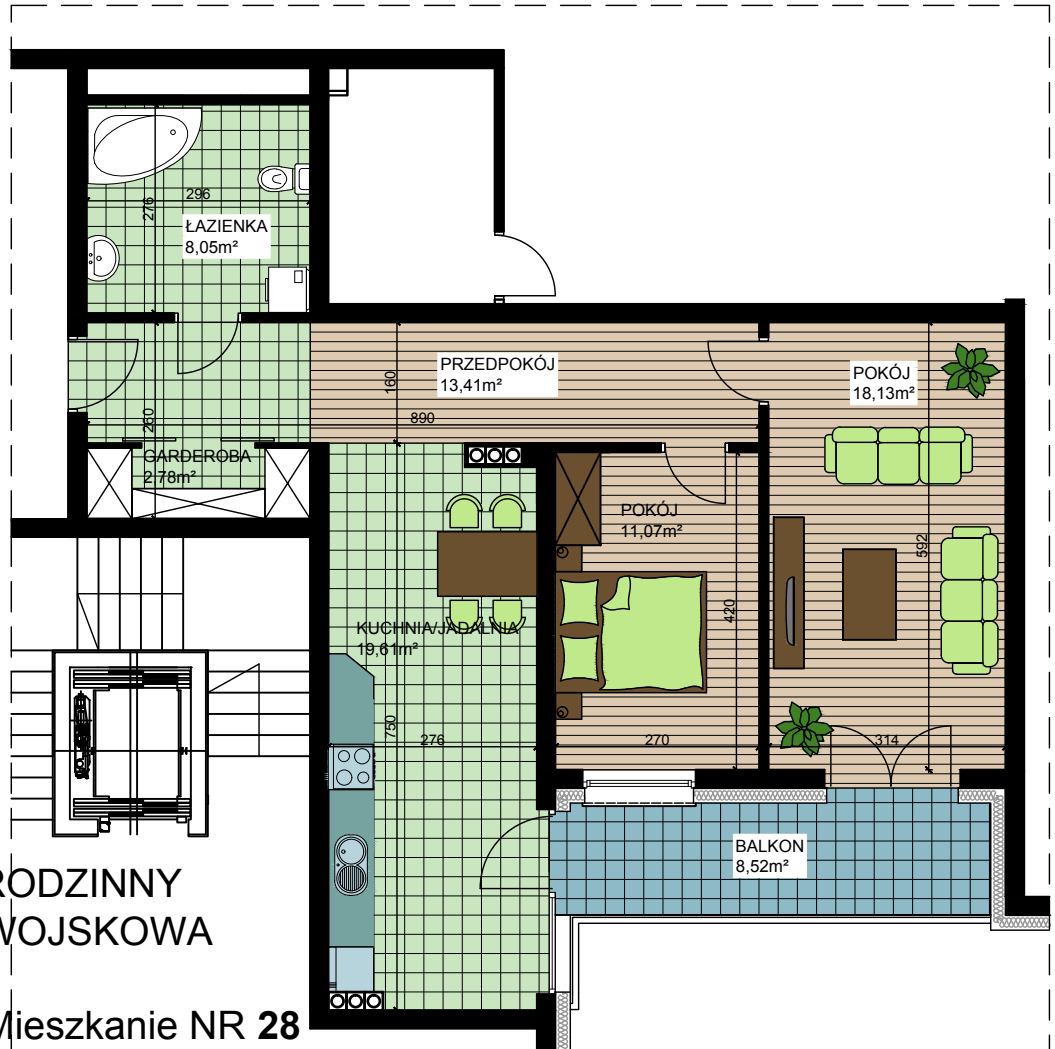 296
276
ŁAZIENKA
8,05m²
PRZEDPOKÓJ
13,41m²
160
890
260
POKÓJ
18,13m²
GARDEROBA
2,78m²
POKÓJ
11,07m²
592
420
KUCHNIA/JADALNIA
19,61m²
750
276
270
314
BALKON
8,52m²
RODZINNY
WOJSKOWA
Mieszkanie NR 28